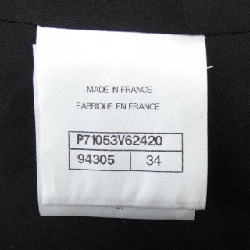 MADE IN FRANCE
FABRIQUE EN FRANCE
P71053V62420
94305 34